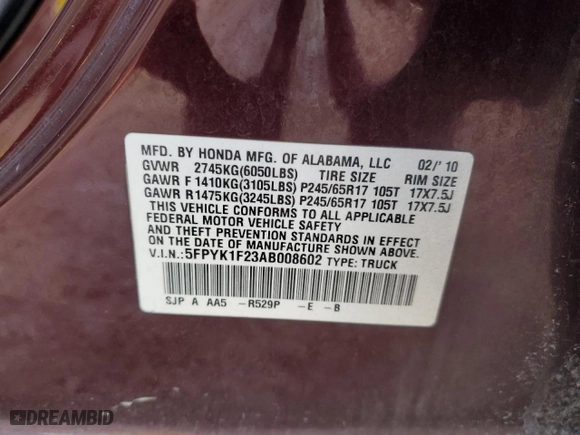 MFD. BY HONDA MFG. OF ALABAMA, LLC 02/'10
GVWR 2745KG(6050LBS) TIRE SIZE RIM SIZE
GAWR F 1410KG(3105LBS) P245/65R17 105T 17X7.5J
GAWR R 1475KG(3245LBS) P245/65R17 105T 17X7.5J
THIS VEHICLE CONFORMS TO ALL APPLICABLE
FEDERAL MOTOR VEHICLE SAFETY
AND THEFT PREVENTION STANDARDS IN EFFECT
ON THE DATE OF MANUFACTURE SHOWN ABOVE.
V.I.N.:5FPYK1F23AB008602 TYPE: TRUCK
SJP A AA5 -R529P -E -B
DREAMBID